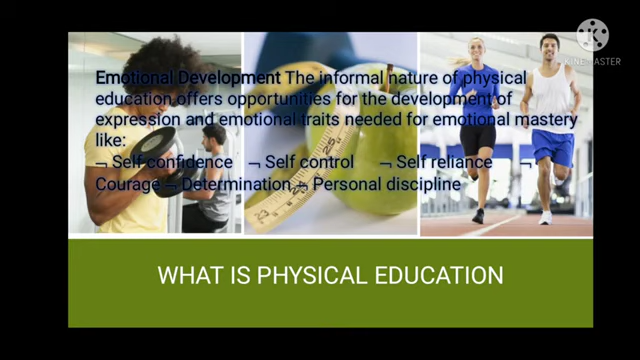 KINEMASTER
Emotional Development The informal nature of physical
education offers opportunities for the development of
expression and emotional traits needed for emotional mastery
like:
¬ Self confidence ¬ Self control ¬ Self reliance ¬
Courage ¬ Determination ¬ Personal discipline
WHAT IS PHYSICAL EDUCATION